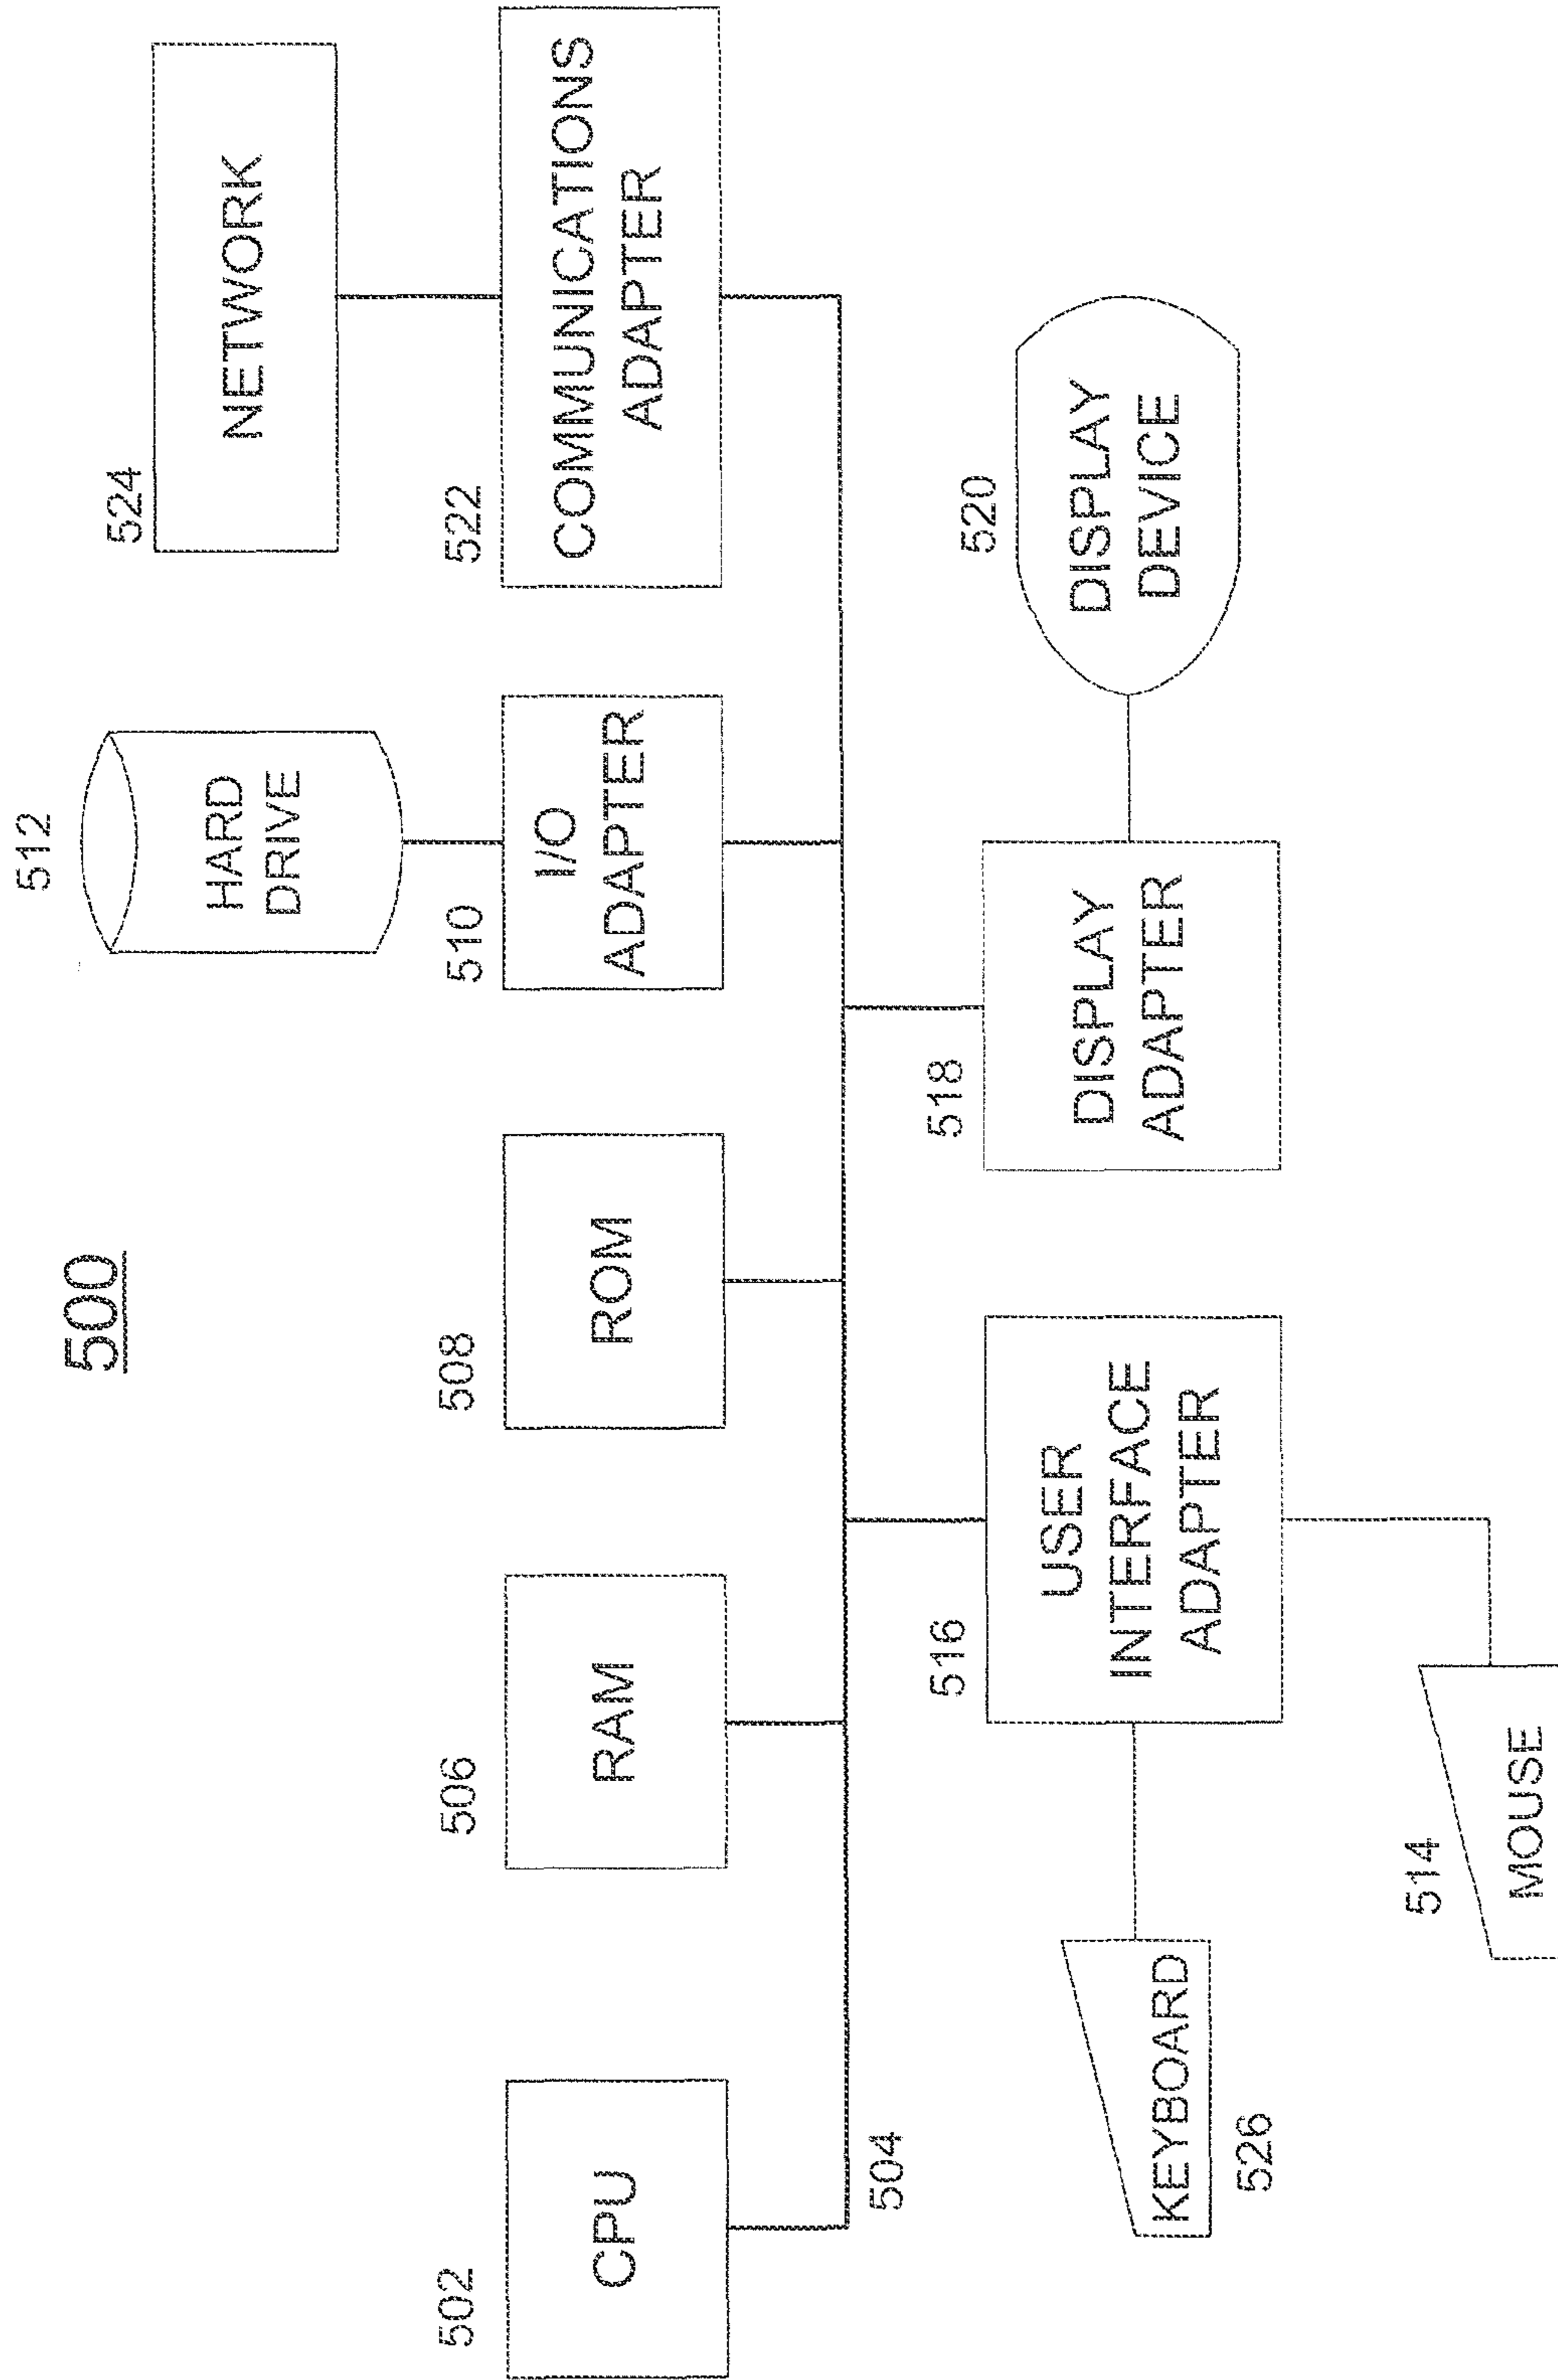 500
512
HARD
DRIVE
524
NETWORK
502
CPU
506
RAM
508
ROM
510
I/O
ADAPTER
522
COMMUNICATIONS
ADAPTER
504
526
KEYBOARD
516
USER
INTERFACE
ADAPTER
518
DISPLAY
ADAPTER
520
DISPLAY
DEVICE
514
MOUSE